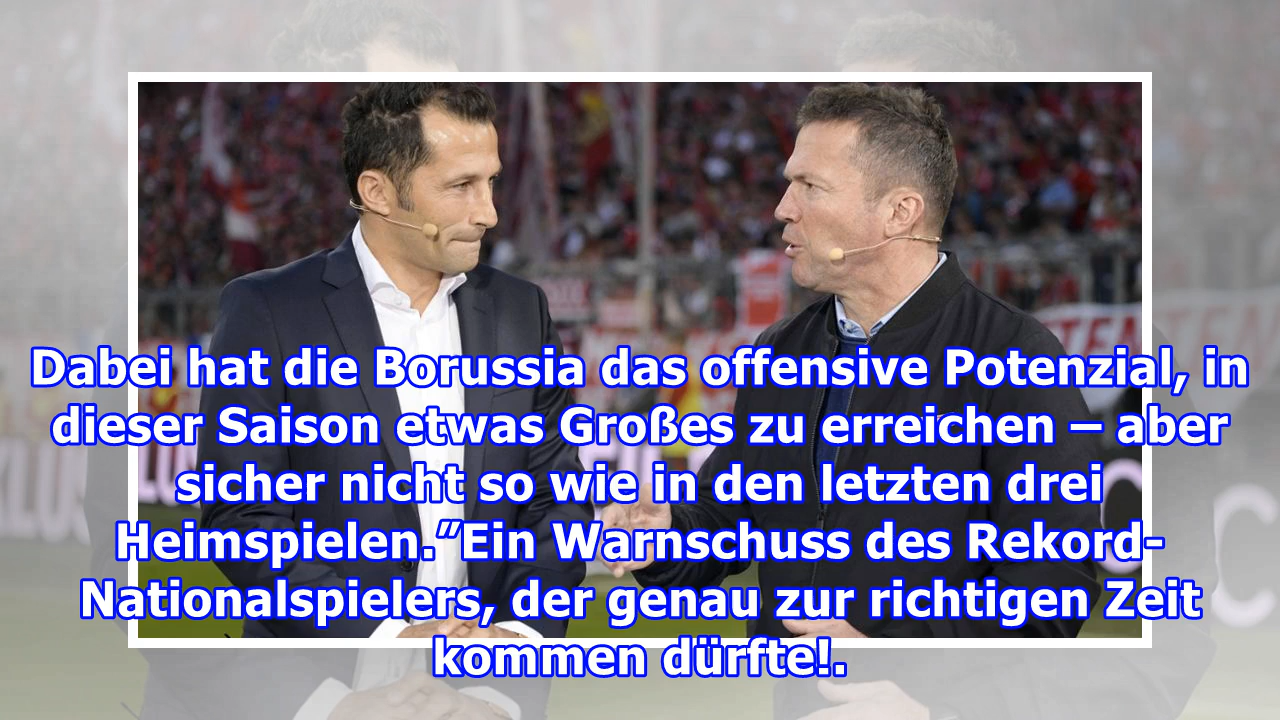 Dabei hat die Borussia das offensive Potenzial, in
dieser Saison etwas Großes zu erreichen – aber
sicher nicht so wie in den letzten drei
Heimspielen.”Ein Warnschuss des Rekord-
Nationalspielers, der genau zur richtigen Zeit
kommen dürfte!.